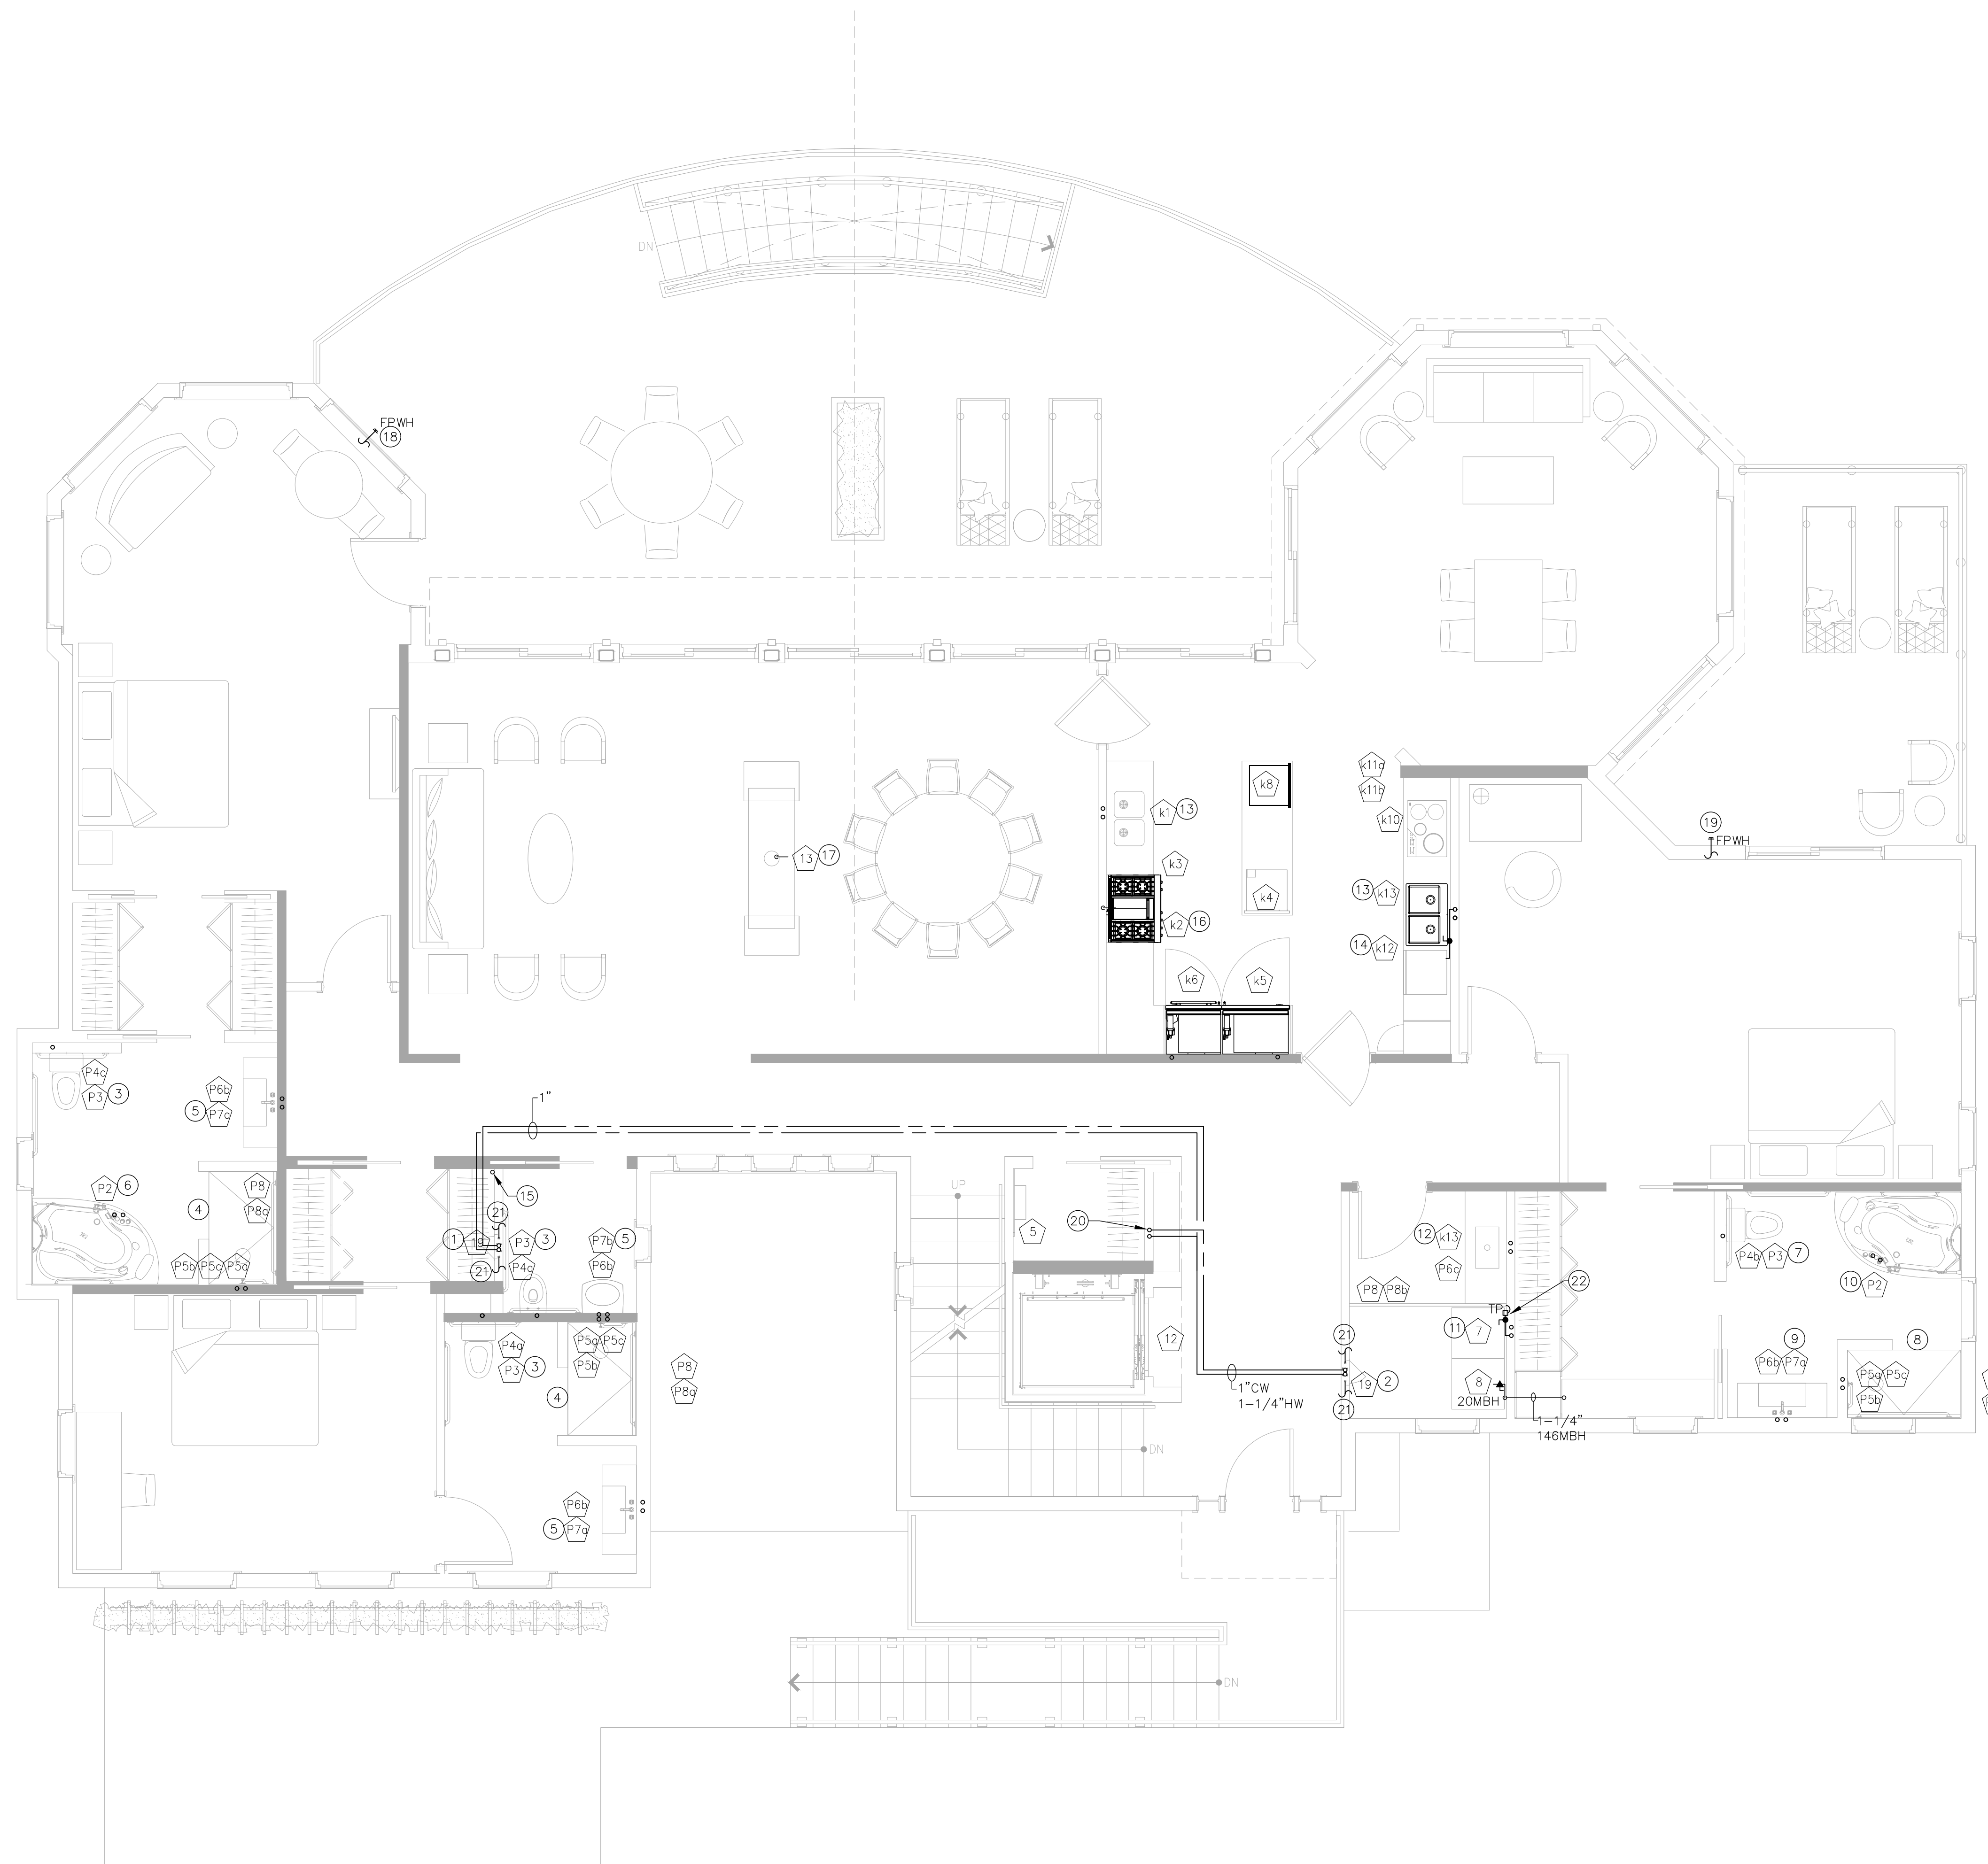 DN
FPWH
18
k11a
k11b
k8
k1 13
k10
19
FPWH
13 17
k3
k4
13 k13
k2 16
14 k12
k6
k5
P4c
P3 3
P6b
5 P7a
1"
15
UP
P2 6
P8
4
P8a
21
20
5
1 19
P3 3
P7b 5
P4a
P6b
21
P5b P5c P5a
12 k13
P6c
P4b P3 7
10 P2
22
P8 P8b
TP
11 7
P4a
P3 3
P5a P5c
P5b
4
P8
P8a
12
21
19 2
21
8
20MBH
1"CW
1-1/4"HW
1-1/4"
146MBH
9
P6b P7a
8
P5a P5c
P5b
DN
P6b
5 P7a
DN